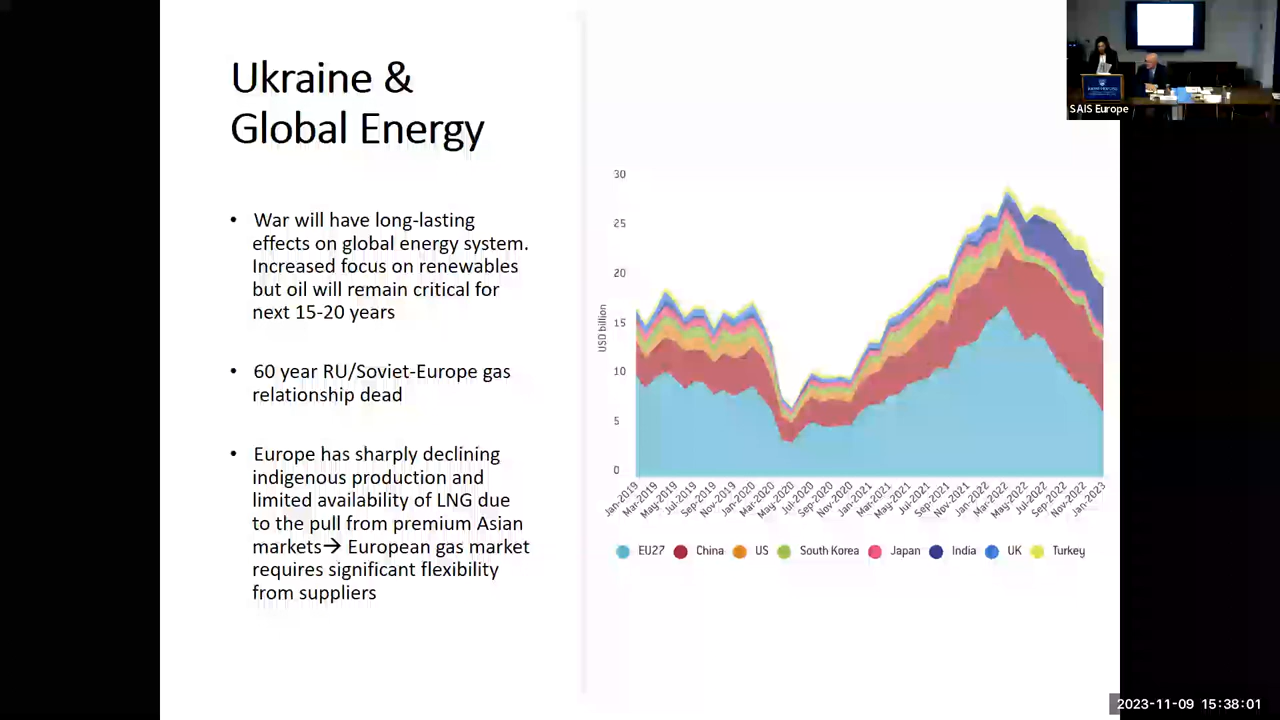 Ukraine &
Global Energy
• War will have long-lasting
effects on global energy system.
Increased focus on renewables
but oil will remain critical for
next 15-20 years
• 60 year RU/Soviet-Europe gas
relationship dead
• Europe has sharply declining
indigenous production and
limited availability of LNG due
to the pull from premium Asian
markets→ European gas market
requires significant flexibility
from suppliers
SAIS Europe
USD billion
30
25
20
15
10
5
0
Jan-2019
Mar-2019
May-2019
Jul-2019
Sep-2019
Nov-2019
Jan-2020
Mar-2020
May-2020
Jul-2020
Sep-2020
Nov-2020
Jan-2021
Mar-2021
May-2021
Jul-2021
Sep-2021
Nov-2021
Jan-2022
Mar-2022
May-2022
Jul-2022
Sep-2022
Nov-2022
Jan-2023
EU27 China US South Korea Japan India UK Turkey
2023-11-09 15:38:01